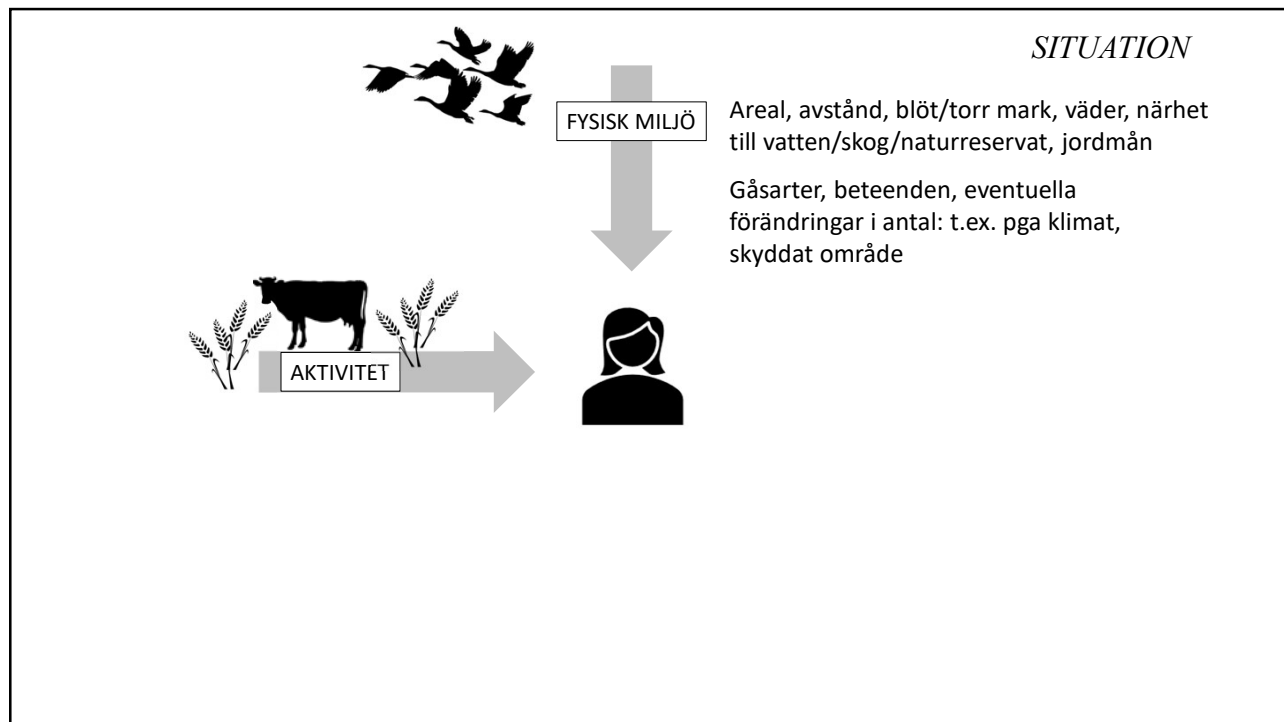 SITUATION
FYSISK MILJÖ
Areal, avstånd, blöt/torr mark, väder, närhet
till vatten/skog/naturreservat, jordmån
Gåsarter, beteenden, eventuella
förändringar i antal: t.ex. pga klimat,
skyddat område
AKTIVITET